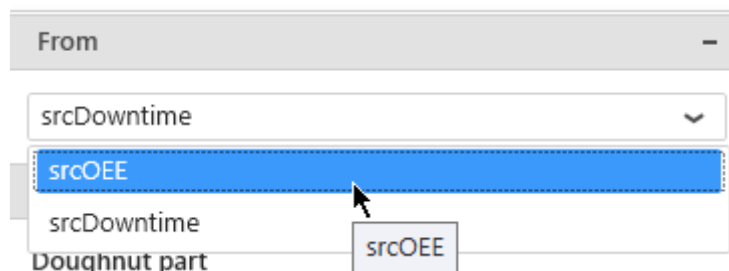 From
srcDowntime
srcOEE
srcDowntime
srcOEE
Doughnut part